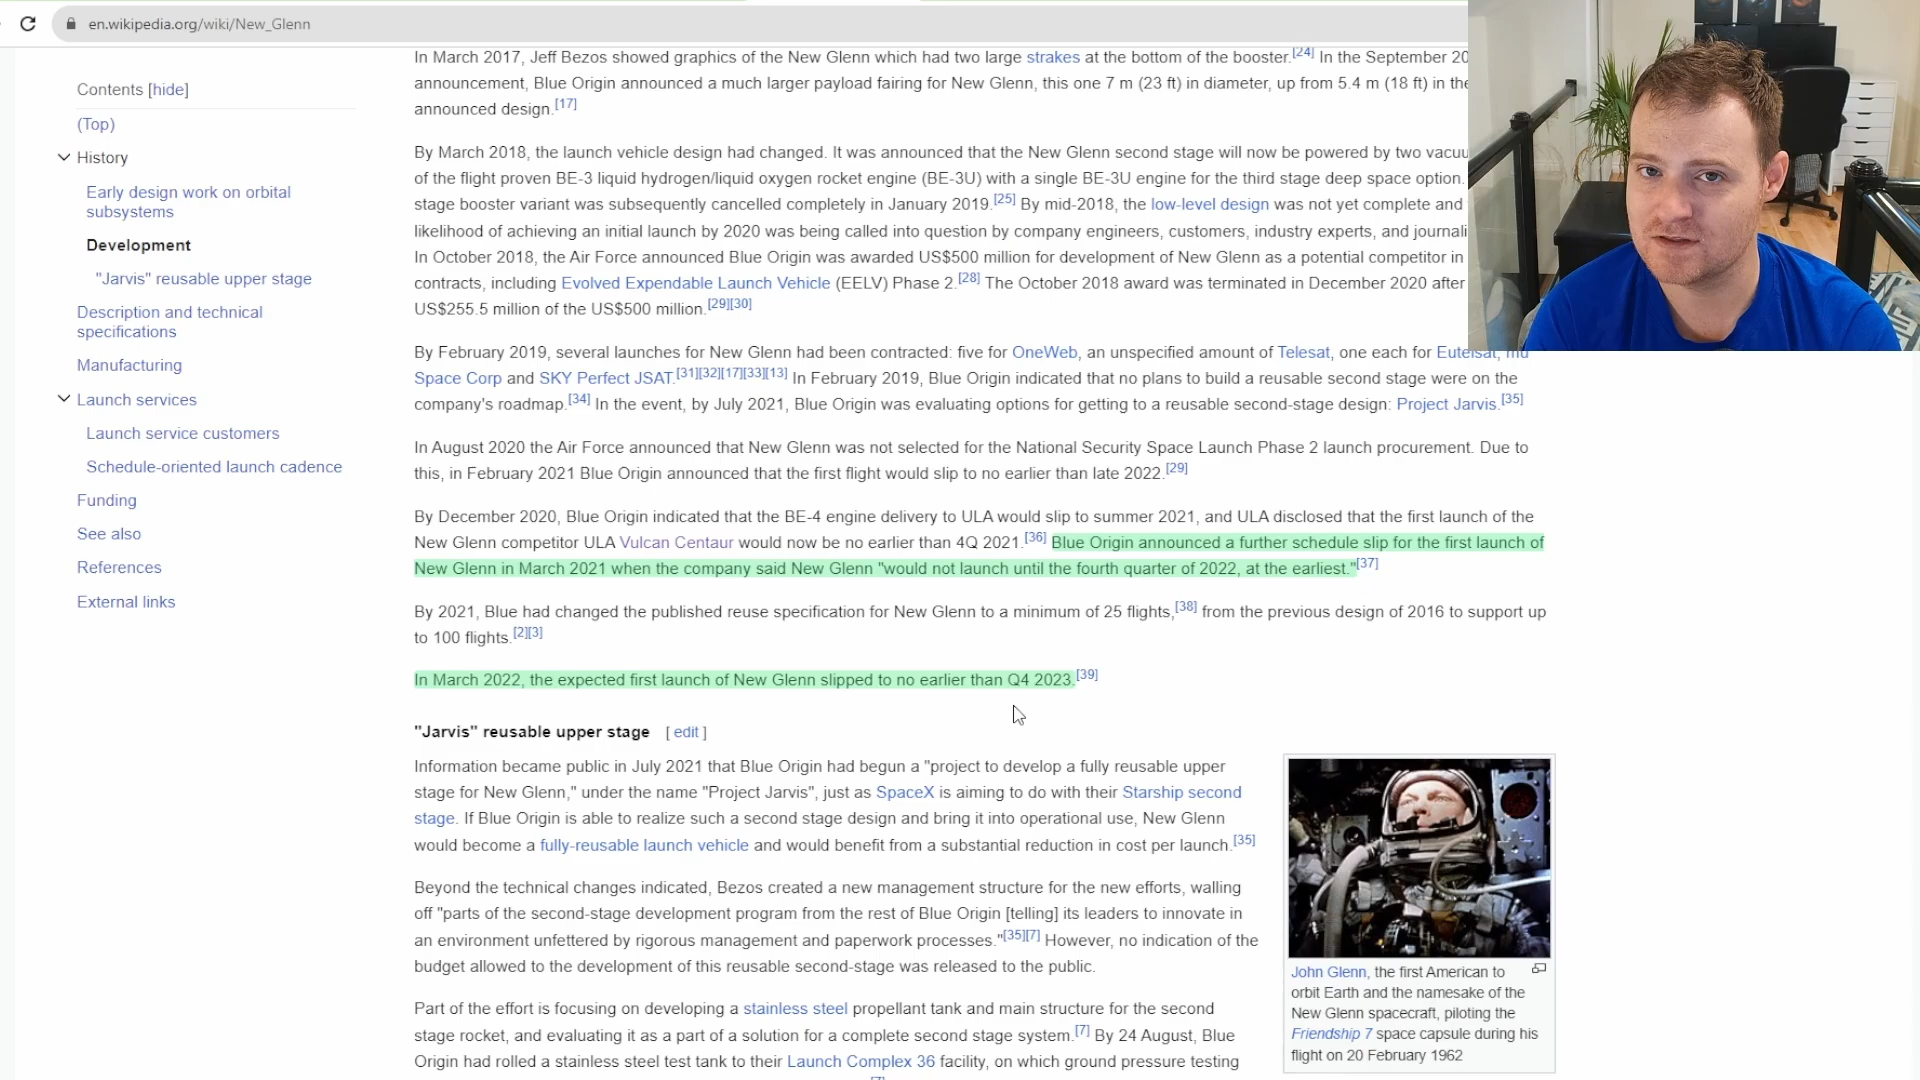 en.wikipedia.org/wiki/New_Glenn
Contents [hide]
(Top)
History
Early design work on orbital
subsystems
Development
"Jarvis" reusable upper stage
Description and technical
specifications
Manufacturing
Launch services
Launch service customers
Schedule-oriented launch cadence
Funding
See also
References
External links
In March 2017, Jeff Bezos showed graphics of the New Glenn which had two large strakes at the bottom of the booster.[24] In the September 20
announcement, Blue Origin announced a much larger payload fairing for New Glenn, this one 7 m (23 ft) in diameter, up from 5.4 m (18 ft) in the
announced design.[17]
By March 2018, the launch vehicle design had changed. It was announced that the New Glenn second stage will now be powered by two vacuu
of the flight proven BE-3 liquid hydrogen/liquid oxygen rocket engine (BE-3U) with a single BE-3U engine for the third stage deep space option.
stage booster variant was subsequently cancelled completely in January 2019.[25] By mid-2018, the low-level design was not yet complete and
likelihood of achieving an initial launch by 2020 was being called into question by company engineers, customers, industry experts, and journali
In October 2018, the Air Force announced Blue Origin was awarded US$500 million for development of New Glenn as a potential competitor in
contracts, including Evolved Expendable Launch Vehicle (EELV) Phase 2.[28] The October 2018 award was terminated in December 2020 after
US$255.5 million of the US$500 million.[29][30]
By February 2019, several launches for New Glenn had been contracted: five for OneWeb, an unspecified amount of Telesat, one each for Eutelsat, mu
Space Corp and SKY Perfect JSAT.[31][32][17][33][13] In February 2019, Blue Origin indicated that no plans to build a reusable second stage were on the
company's roadmap.[34] In the event, by July 2021, Blue Origin was evaluating options for getting to a reusable second-stage design: Project Jarvis.[35]
In August 2020 the Air Force announced that New Glenn was not selected for the National Security Space Launch Phase 2 launch procurement. Due to
this, in February 2021 Blue Origin announced that the first flight would slip to no earlier than late 2022.[29]
By December 2020, Blue Origin indicated that the BE-4 engine delivery to ULA would slip to summer 2021, and ULA disclosed that the first launch of the
New Glenn competitor ULA Vulcan Centaur would now be no earlier than 4Q 2021.[36] Blue Origin announced a further schedule slip for the first launch of
New Glenn in March 2021 when the company said New Glenn "would not launch until the fourth quarter of 2022, at the earliest."[37]
By 2021, Blue had changed the published reuse specification for New Glenn to a minimum of 25 flights,[38] from the previous design of 2016 to support up
to 100 flights.[2][3]
In March 2022, the expected first launch of New Glenn slipped to no earlier than Q4 2023.[39]
"Jarvis" reusable upper stage [ edit ]
Information became public in July 2021 that Blue Origin had begun a "project to develop a fully reusable upper
stage for New Glenn," under the name "Project Jarvis", just as SpaceX is aiming to do with their Starship second
stage. If Blue Origin is able to realize such a second stage design and bring it into operational use, New Glenn
would become a fully-reusable launch vehicle and would benefit from a substantial reduction in cost per launch.[35]
Beyond the technical changes indicated, Bezos created a new management structure for the new efforts, walling
off "parts of the second-stage development program from the rest of Blue Origin [telling] its leaders to innovate in
an environment unfettered by rigorous management and paperwork processes."[35][7] However, no indication of the
budget allowed to the development of this reusable second-stage was released to the public.
Part of the effort is focusing on developing a stainless steel propellant tank and main structure for the second
stage rocket, and evaluating it as a part of a solution for a complete second stage system.[7] By 24 August, Blue
Origin had rolled a stainless steel test tank to their Launch Complex 36 facility, on which ground pressure testing
John Glenn, the first American to
orbit Earth and the namesake of the
New Glenn spacecraft, piloting the
Friendship 7 space capsule during his
flight on 20 February 1962